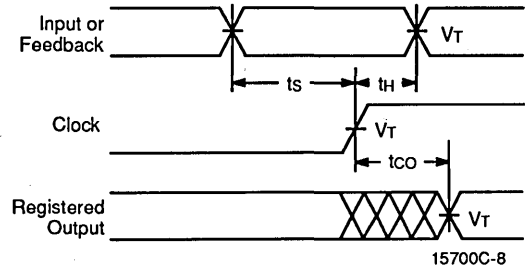 Input or
Feedback
VT
tS
tH
Clock
VT
tCO
Registered
Output
VT
15700C-8